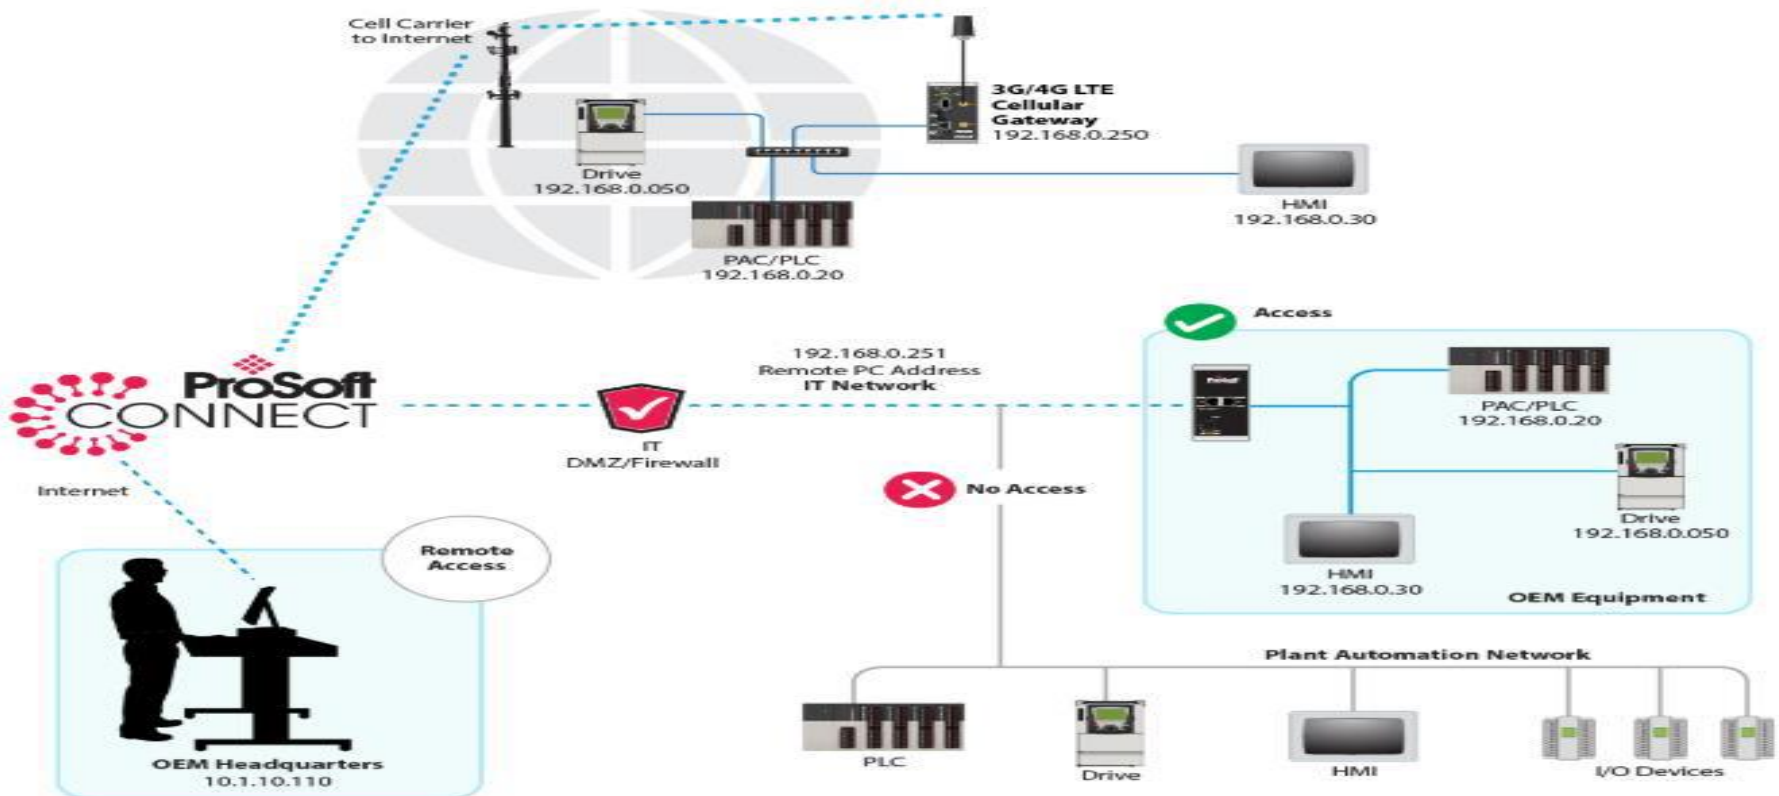 Cell Carrier
to Internet
3G/4G LTE
Cellular
Gateway
192.168.0.250
Drive
192.168.0.050
HMI
192.168.0.30
PAC/PLC
192.168.0.20
Access
192.168.0.251
Remote PC Address
IT Network
ProSoft
CONNECT
ProSoft
PAC/PLC
192.168.0.20
IT
DMZ/Firewall
Internet
No Access
Drive
192.168.0.050
Remote
Access
HMI
192.168.0.30
OEM Equipment
Plant Automation Network
OEM Headquarters
10.1.10.110
PLC
Drive
HMI
I/O Devices